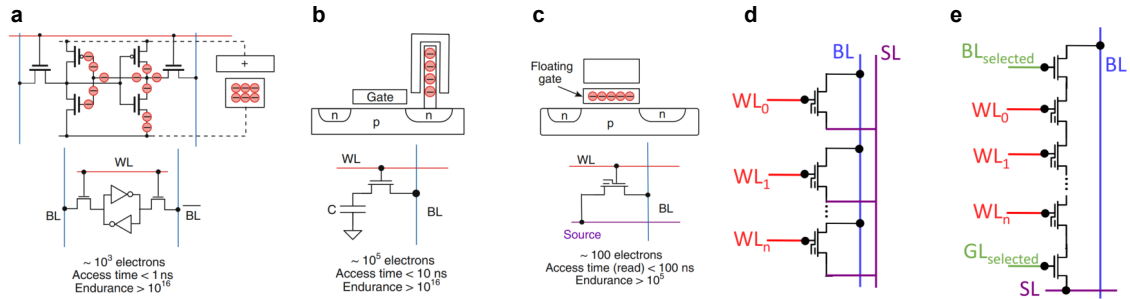 a
+
WL
BL
B̅L̅
~ 10³ electrons
Access time < 1 ns
Endurance > 10¹⁶
b
Gate
n
n
p
WL
C
BL
~ 10⁵ electrons
Access time < 10 ns
Endurance > 10¹⁶
c
Floating
gate
n
n
p
WL
BL
Source
~ 100 electrons
Access time (read) < 100 ns
Endurance > 10⁵
d
BL
SL
WL₀
WL₁
WLₙ
e
BLselected
BL
WL₀
WL₁
WLₙ
GLselected
SL